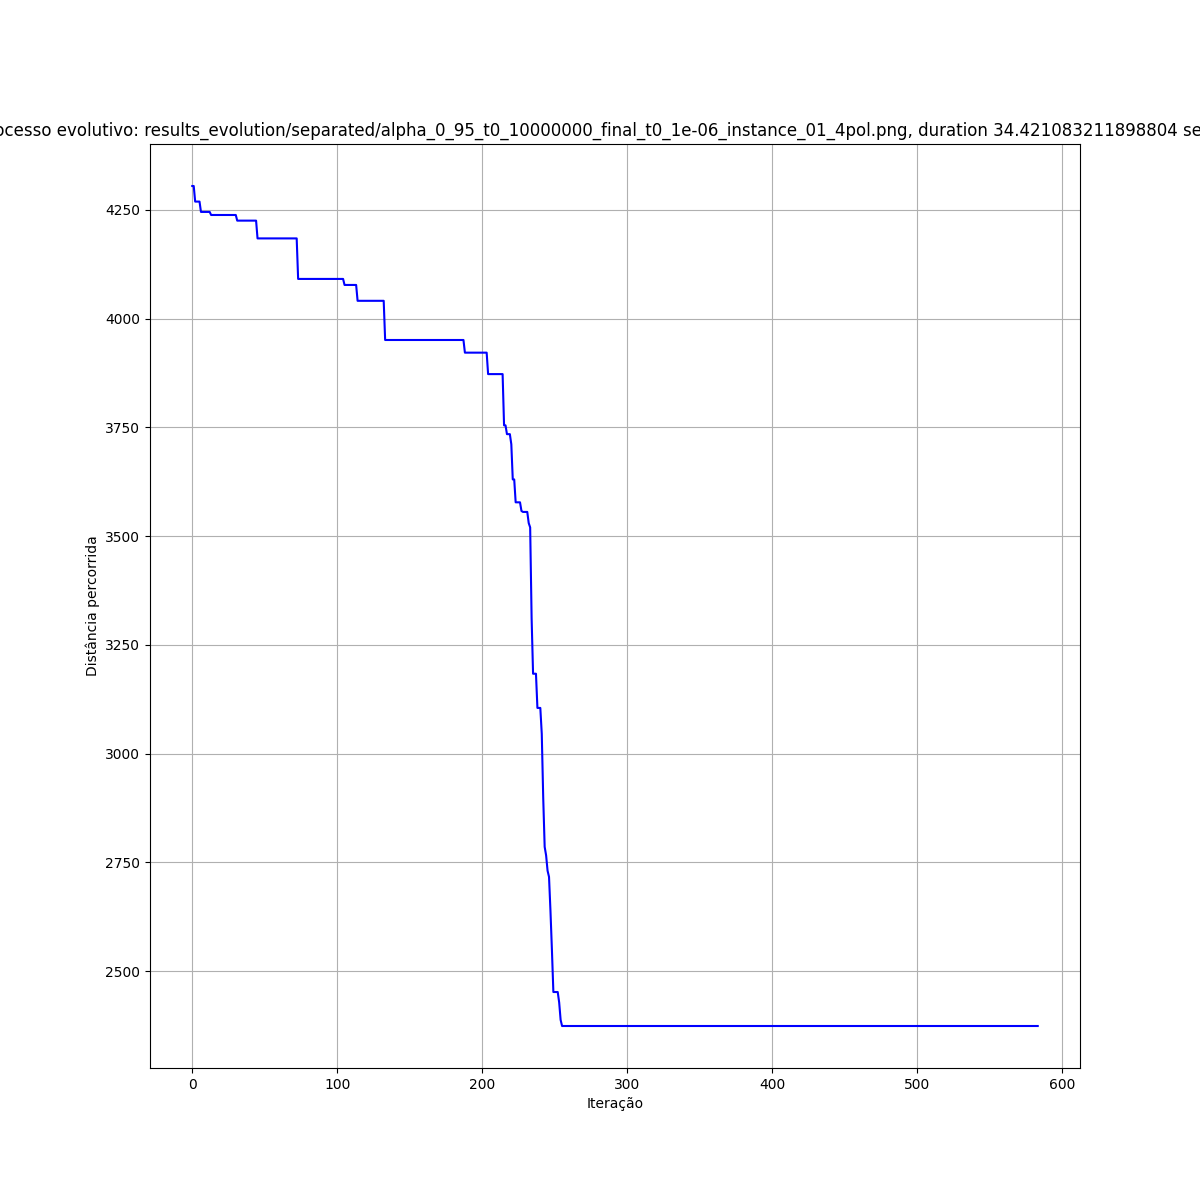 ocesso evolutivo: results_evolution/separated/alpha_0_95_t0_10000000_final_t0_1e-06_instance_01_4pol.png, duration 34.421083211898804 se
4250
4000
3750
3500
3250
3000
2750
2500
Distância percorrida
0 100 200 300 400 500 600
Iteração